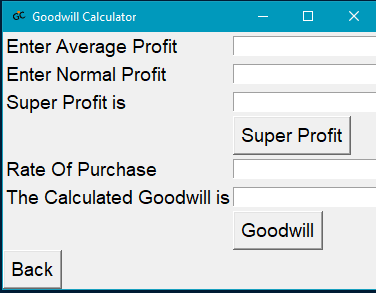 GC Goodwill Calculator
Enter Average Profit
Enter Normal Profit
Super Profit is
Super Profit
Rate Of Purchase
The Calculated Goodwill is
Goodwill
Back